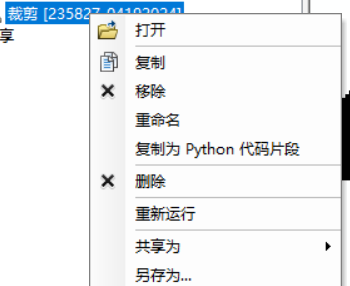 裁剪 [235827_04192024]
享
打开
复制
移除
重命名
复制为 Python 代码片段
删除
重新运行
共享为
另存为...